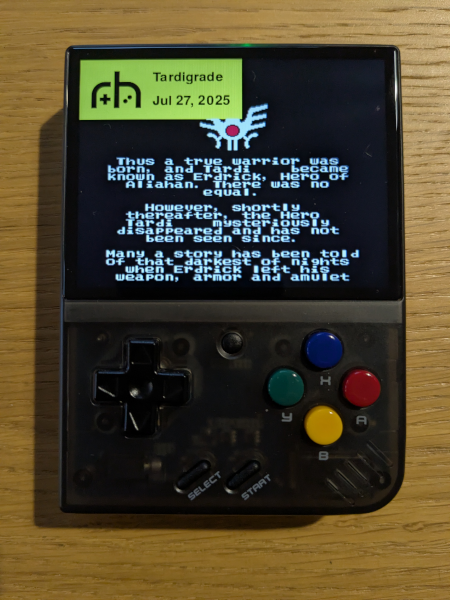 Tardigrade
Jul 27, 2025
Thus a true warrior was
born, and Tardi became
known as Erdrick, Hero of
Aliahan. There was no
equal.
However, shortly
thereafter, the Hero
Tardi mysteriously
disappeared and has not
been seen since.
Many a story has been told
of that darkest of nights
when Erdrick left his
weapon, armor and amulet
X
Y
A
B
SELECT
START